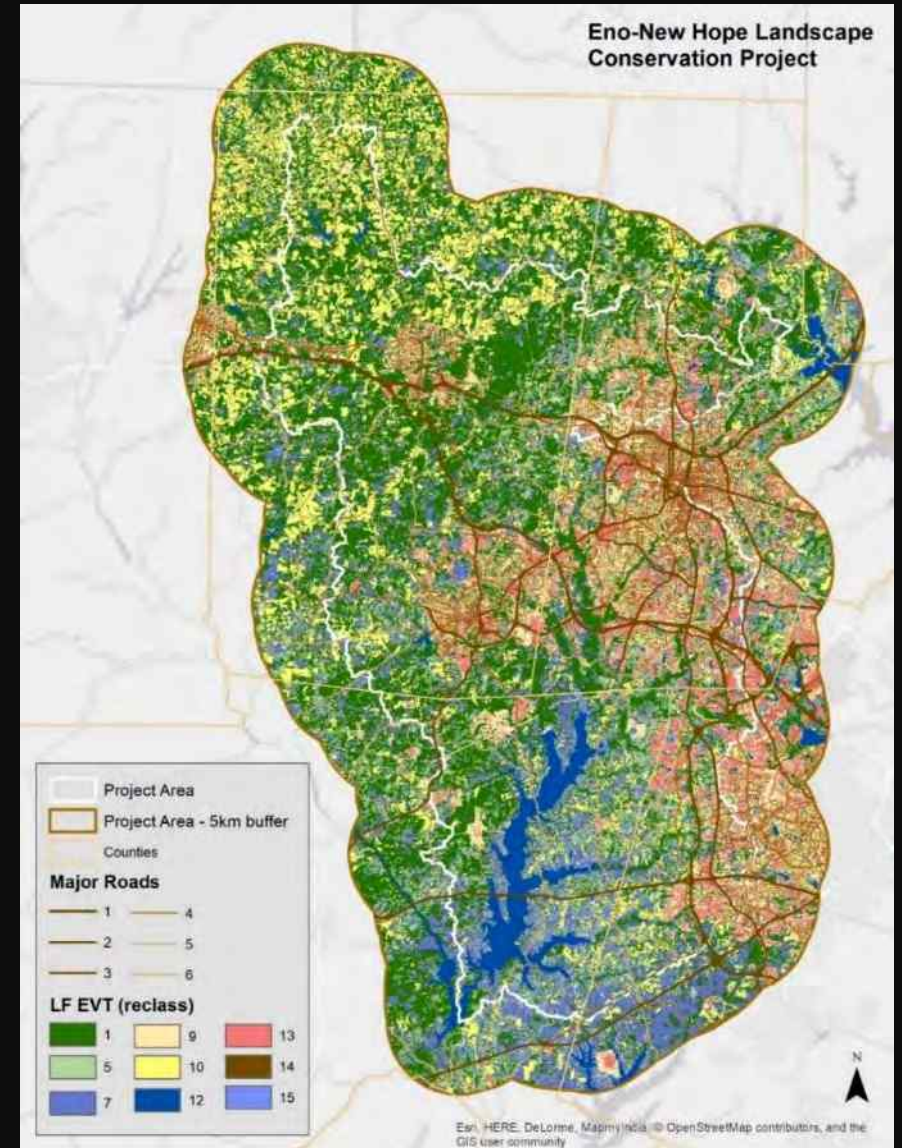 Eno-New Hope Landscape
Conservation Project
Project Area
Project Area - 5km buffer
Counties
Major Roads
1 4
2 5
3 6
LF EVT (reclass)
1 9 13
5 10 14
7 12 15
N
Esri, HERE, DeLorme, MapmyIndia, © OpenStreetMap contributors, and the
GIS user community